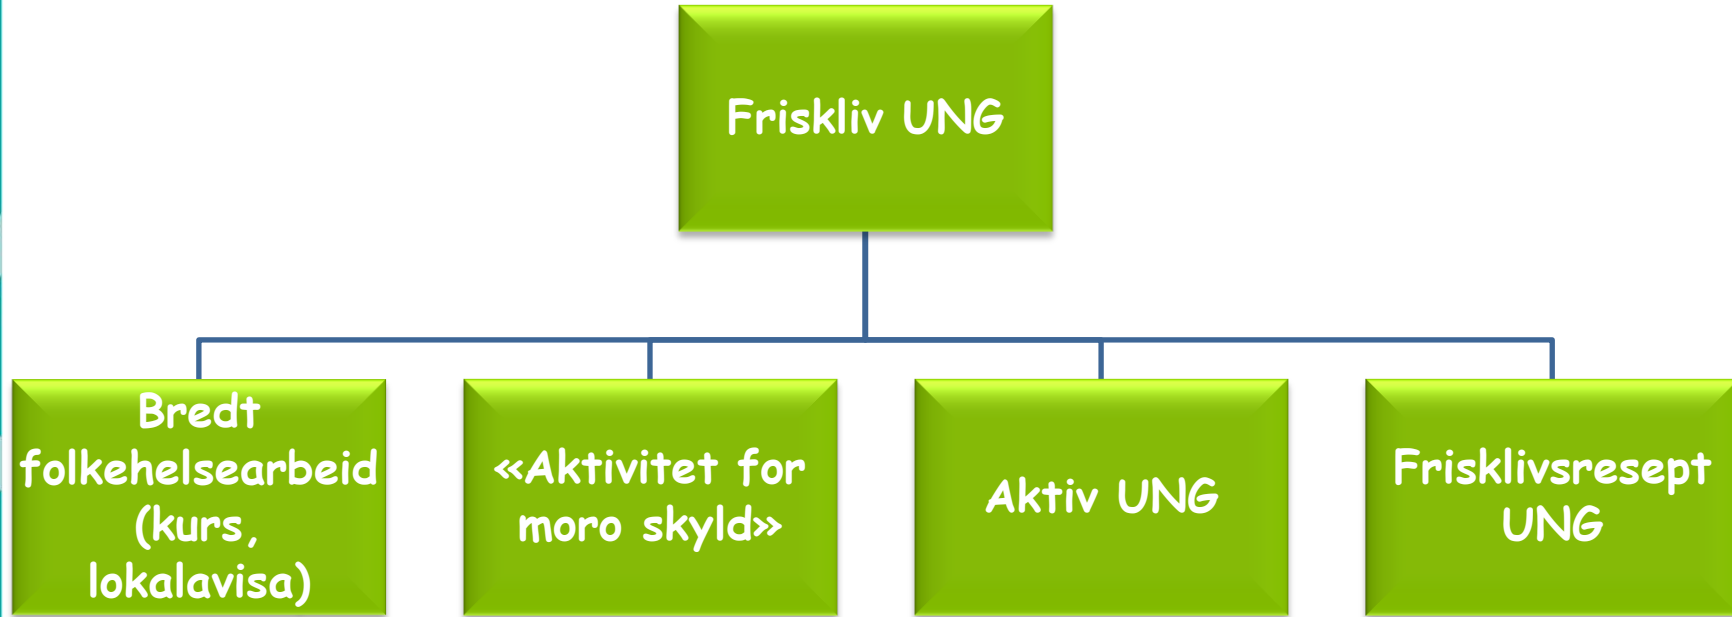 Friskliv UNG
Bredt
folkehelsearbeid
(kurs,
lokalavisa)
«Aktivitet for
moro skyld»
Aktiv UNG
Frisklivsresept
UNG